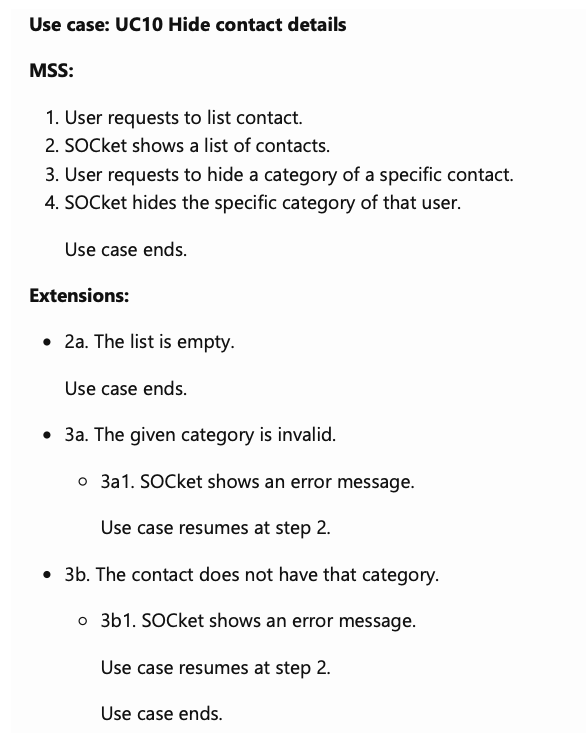 Use case: UC10 Hide contact details
MSS:
1. User requests to list contact.
2. SOCket shows a list of contacts.
3. User requests to hide a category of a specific contact.
4. SOCket hides the specific category of that user.
Use case ends.
Extensions:
• 2a. The list is empty.
Use case ends.
• 3a. The given category is invalid.
○ 3a1. SOCket shows an error message.
Use case resumes at step 2.
• 3b. The contact does not have that category.
○ 3b1. SOCket shows an error message.
Use case resumes at step 2.
Use case ends.